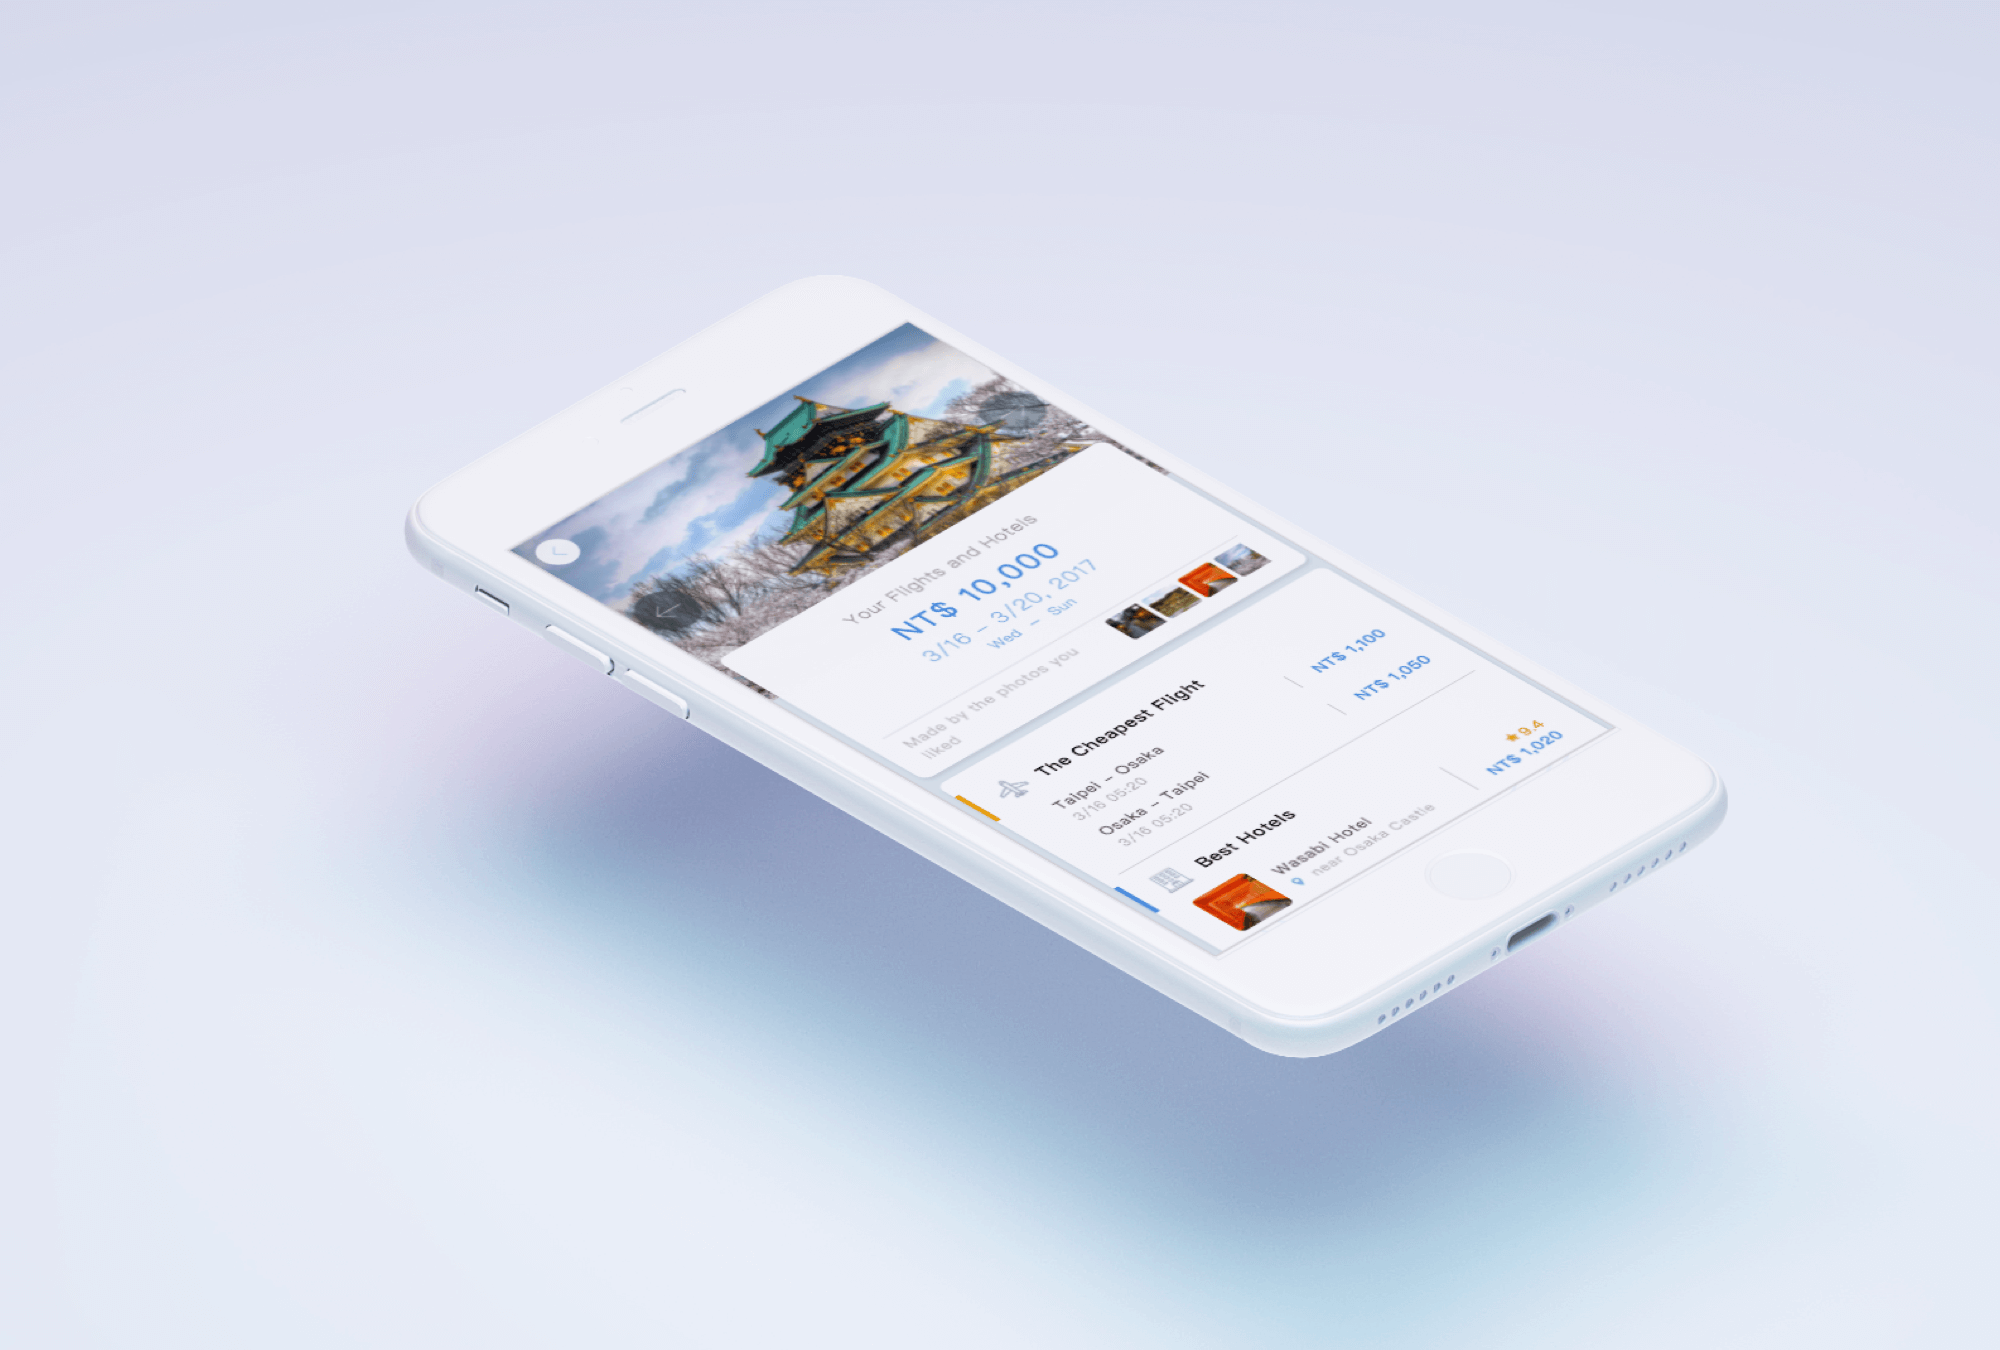 Your Flights and Hotels
NT$ 10,000
3/16 – 3/20, 2017
Wed – Sun
Made by the photos you
liked
The Cheapest Flight
Taipei – Osaka
3/16 05:20
NT$ 1,100
Osaka – Taipei
3/16 05:20
NT$ 1,050
Best Hotels
Wasabi Hotel
near Osaka Castle
9.4
NT$ 1,020